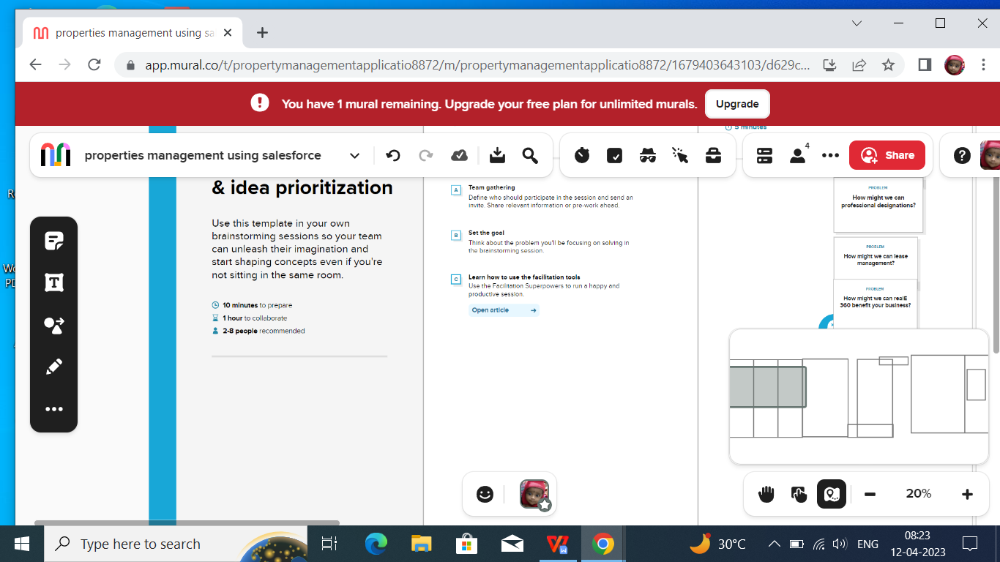 properties management using sa
app.mural.co/t/propertymanagementapplicatio8872/m/propertymanagementapplicatio8872/1679403643103/d629c...
You have 1 mural remaining. Upgrade your free plan for unlimited murals.
Upgrade
5 minutes
properties management using salesforce
4
Share
& idea prioritization
Use this template in your own
brainstorming sessions so your team
can unleash their imagination and
start shaping concepts even if you're
not sitting in the same room.
10 minutes to prepare
1 hour to collaborate
2-8 people recommended
A
Team gathering
Define who should participate in the session and send an
invite. Share relevant information or pre-work ahead.
B
Set the goal
Think about the problem you'll be focusing on solving in
the brainstorming session.
C
Learn how to use the facilitation tools
Use the Facilitation Superpowers to run a happy and
productive session.
Open article
PROBLEM
How might we can
professional designations?
PROBLEM
How might we can lease
management?
PROBLEM
How might we can realE
360 benefit your business?
20%
Type here to search
30°C
ENG
08:23
12-04-2023